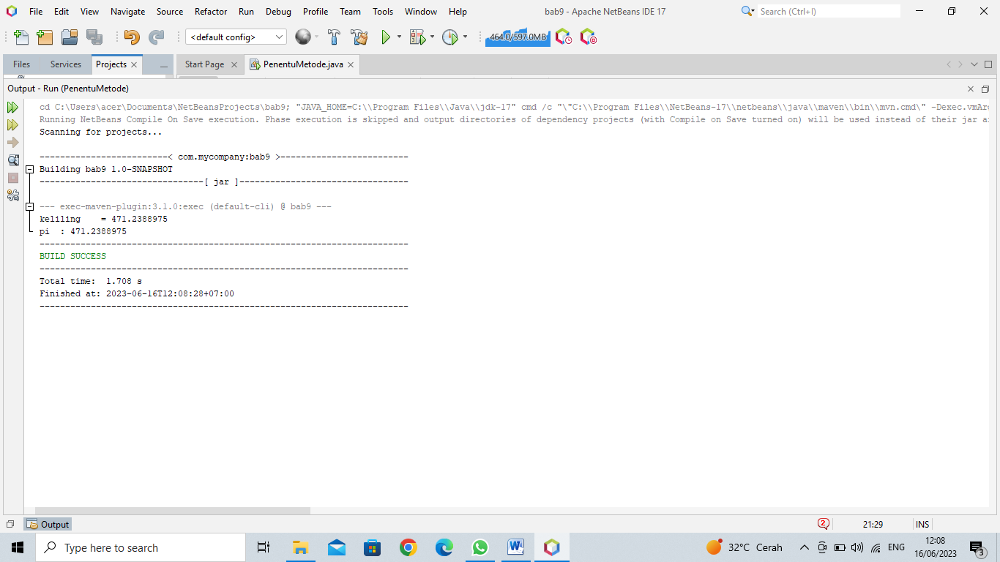 File Edit View Navigate Source Refactor Run Debug Profile Team Tools Window Help
bab9 - Apache NetBeans IDE 17
Search (Ctrl+I)
<default config>
464.0/597.0MB
Files Services Projects
Start Page PenentuMetode.java
Output - Run (PenentuMetode)
cd C:\Users\acer\Documents\NetBeansProjects\bab9; "JAVA_HOME=C:\\Program Files\\Java\\jdk-17" cmd /c "\"C:\\Program Files\\NetBeans-17\\netbeans\\java\\maven\\bin\\mvn.cmd\" -Dexec.vmArg
Running NetBeans Compile On Save execution. Phase execution is skipped and output directories of dependency projects (with Compile on Save turned on) will be used instead of their jar a
Scanning for projects...
-------------------------< com.mycompany:bab9 >-------------------------
Building bab9 1.0-SNAPSHOT
--------------------------------[ jar ]---------------------------------
--- exec-maven-plugin:3.1.0:exec (default-cli) @ bab9 ---
keliling    = 471.2388975
pi  : 471.2388975
------------------------------------------------------------------------
BUILD SUCCESS
------------------------------------------------------------------------
Total time:  1.708 s
Finished at: 2023-06-16T12:08:28+07:00
------------------------------------------------------------------------
Output
2
21:29
INS
Type here to search
32°C Cerah
ENG
12:08
16/06/2023
3